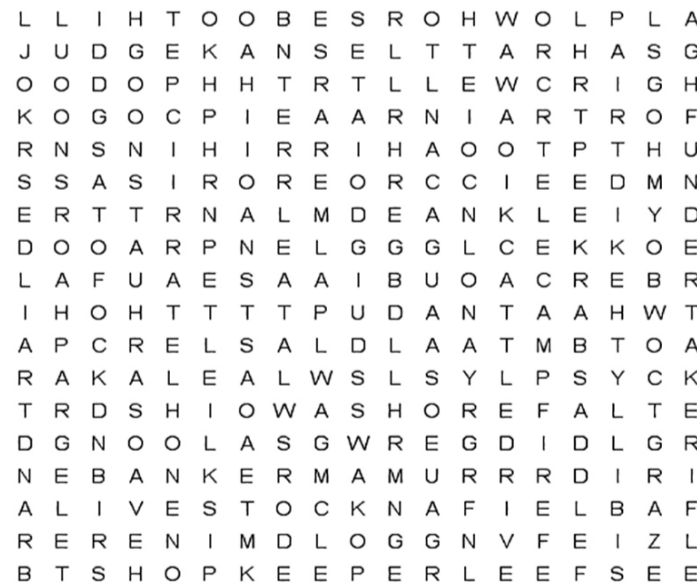 L L I H T O O B E S R O H W O L P L A
J U D G E K A N S E L T T A R H A S G
O O D O P H H T R T L L E W C R I G H
K O G O C P I E A A R N I A R T R O F
R N S N I H I R R I H A O O T P T H U
S S A S I R O R E O R C C I E E D M N
E R T T R N A L M D E A N K L E I Y D
D O O A R P N E L G G G L C E K K O E
L A F U A E S A A I B U O A C R E B R
I H O H T T T T P U D A N T A A H W T
A P C R E L S A L D L A A T M B T O A
R A K A L E A L W S L S Y L P S Y C K
T R D S H I O W A S H O R E F A L T E
D G N O O L A S G W R E G D I D L G R
N E B A N K E R M A M U R R R D I R I
A L I V E S T O C K N A F I E L B A F
R E R E N I M D L O G G N V F E I Z L
B T S H O P K E E P E R L E E F S E E